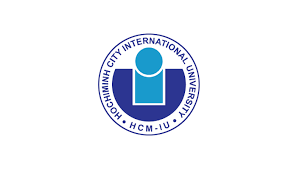 HOCHIMINH CITY INTERNATIONAL UNIVERSITY
• HCM-IU •